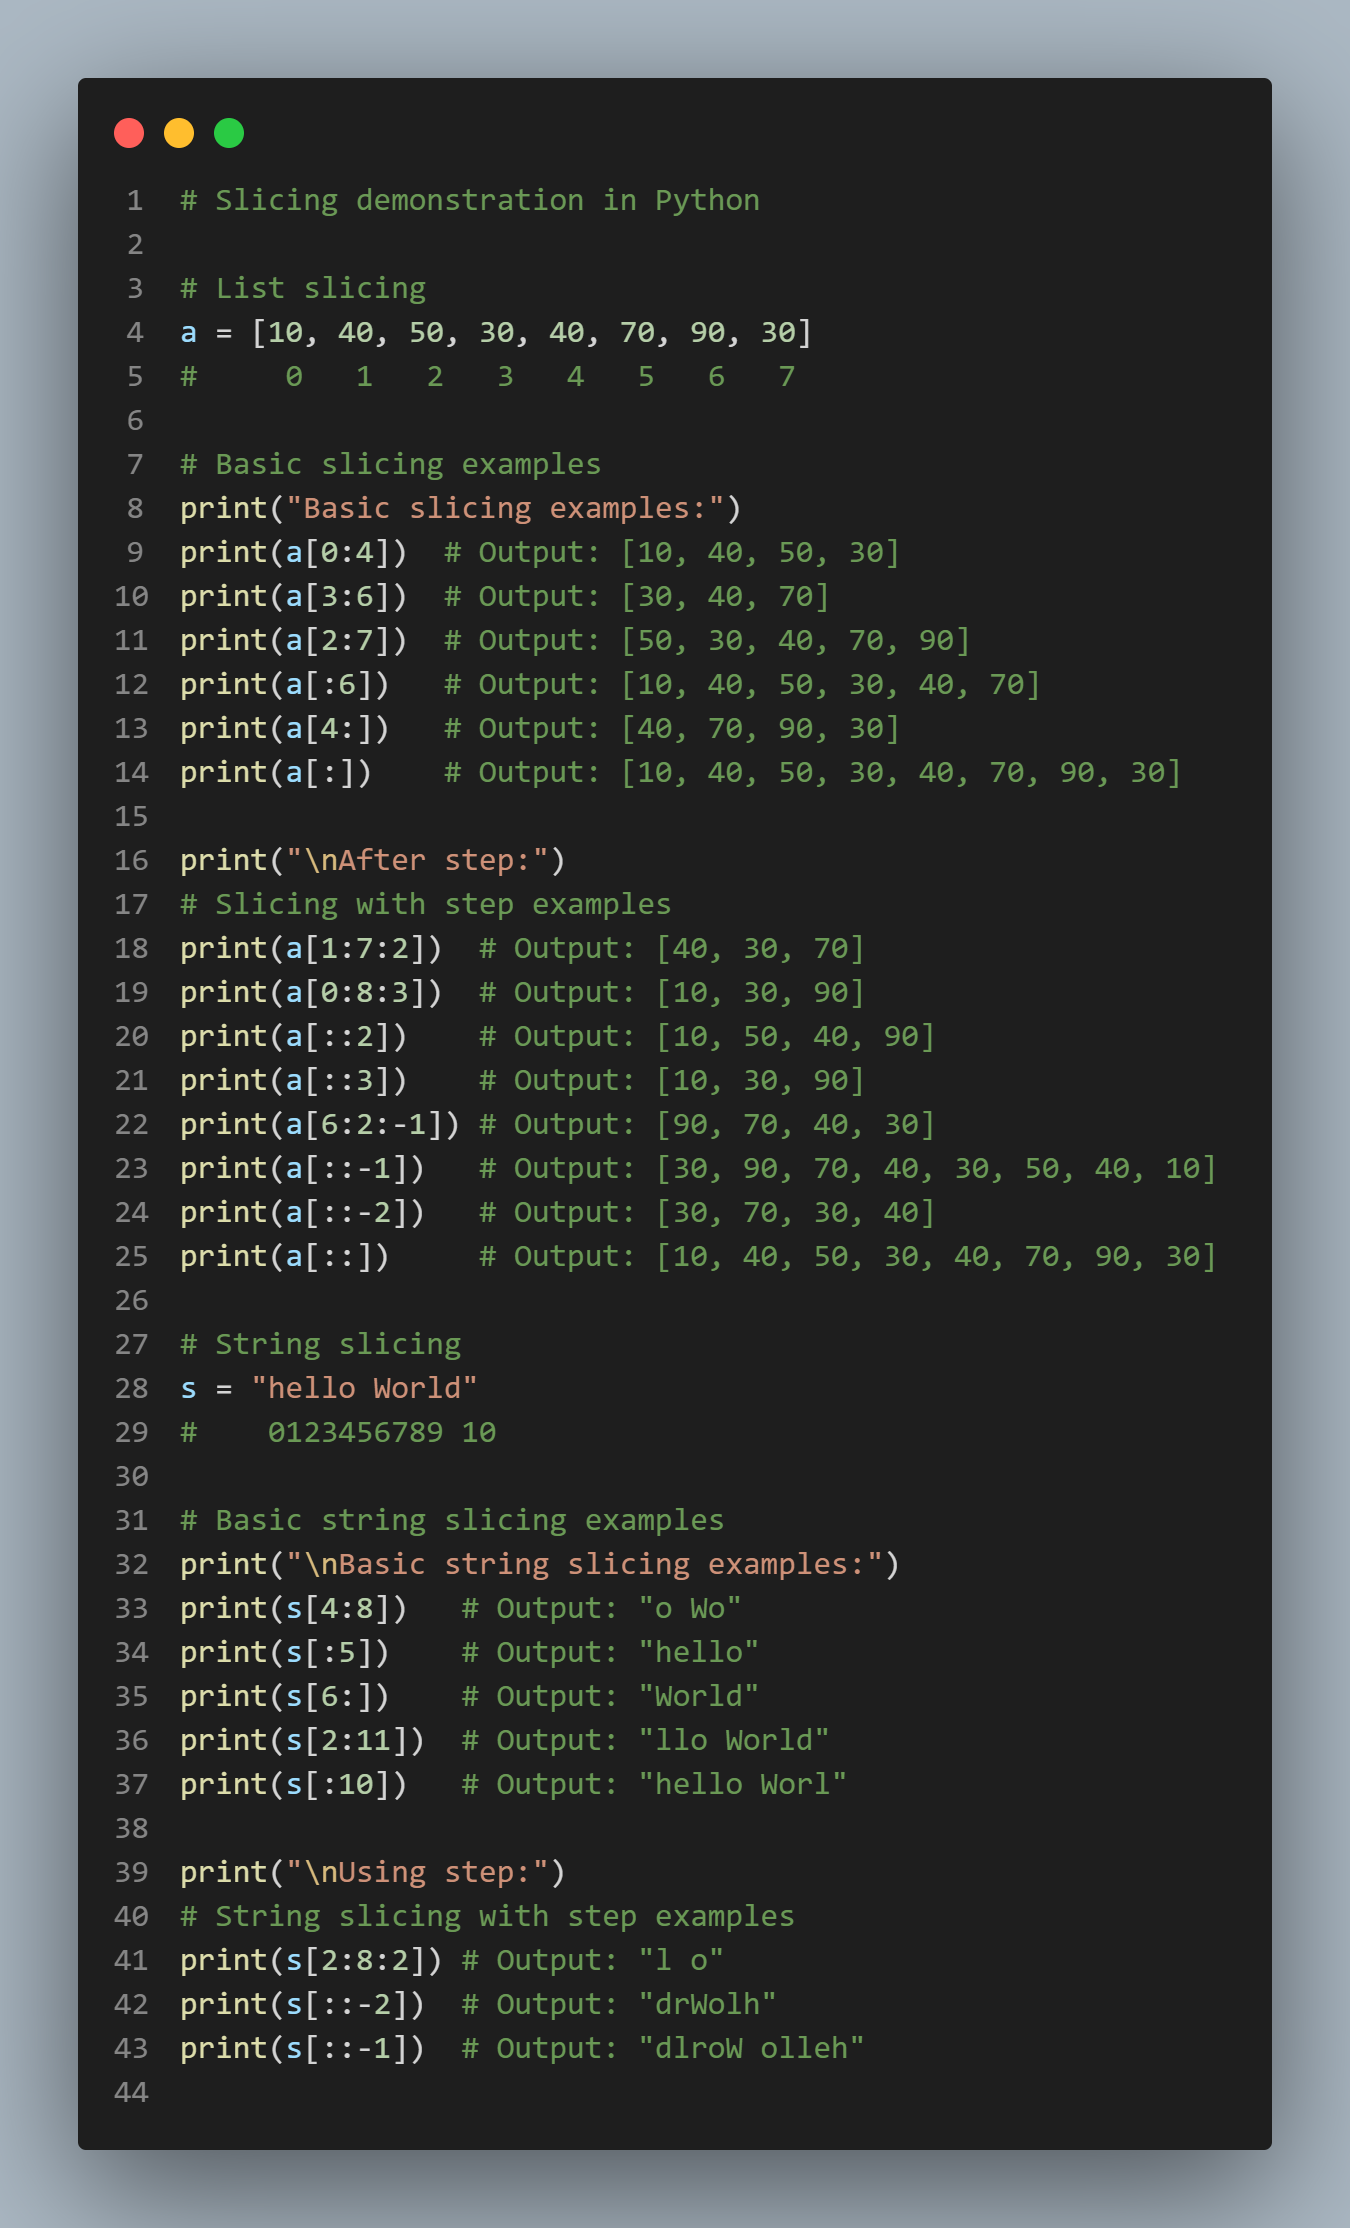 1 # Slicing demonstration in Python
2
3 # List slicing
4 a = [10, 40, 50, 30, 40, 70, 90, 30]
5 #     0   1   2   3   4   5   6   7
6
7 # Basic slicing examples
8 print("Basic slicing examples:")
9 print(a[0:4])  # Output: [10, 40, 50, 30]
10 print(a[3:6])  # Output: [30, 40, 70]
11 print(a[2:7])  # Output: [50, 30, 40, 70, 90]
12 print(a[:6])   # Output: [10, 40, 50, 30, 40, 70]
13 print(a[4:])   # Output: [40, 70, 90, 30]
14 print(a[:])    # Output: [10, 40, 50, 30, 40, 70, 90, 30]
15
16 print("\nAfter step:")
17 # Slicing with step examples
18 print(a[1:7:2])  # Output: [40, 30, 70]
19 print(a[0:8:3])  # Output: [10, 30, 90]
20 print(a[::2])    # Output: [10, 50, 40, 90]
21 print(a[::3])    # Output: [10, 30, 90]
22 print(a[6:2:-1]) # Output: [90, 70, 40, 30]
23 print(a[::-1])   # Output: [30, 90, 70, 40, 30, 50, 40, 10]
24 print(a[::-2])   # Output: [30, 70, 30, 40]
25 print(a[::])     # Output: [10, 40, 50, 30, 40, 70, 90, 30]
26
27 # String slicing
28 s = "hello World"
29 #    0123456789 10
30
31 # Basic string slicing examples
32 print("\nBasic string slicing examples:")
33 print(s[4:8])   # Output: "o Wo"
34 print(s[:5])    # Output: "hello"
35 print(s[6:])    # Output: "World"
36 print(s[2:11])  # Output: "llo World"
37 print(s[:10])   # Output: "hello Worl"
38
39 print("\nUsing step:")
40 # String slicing with step examples
41 print(s[2:8:2]) # Output: "l o"
42 print(s[::-2])  # Output: "drWolh"
43 print(s[::-1])  # Output: "dlroW olleh"
44